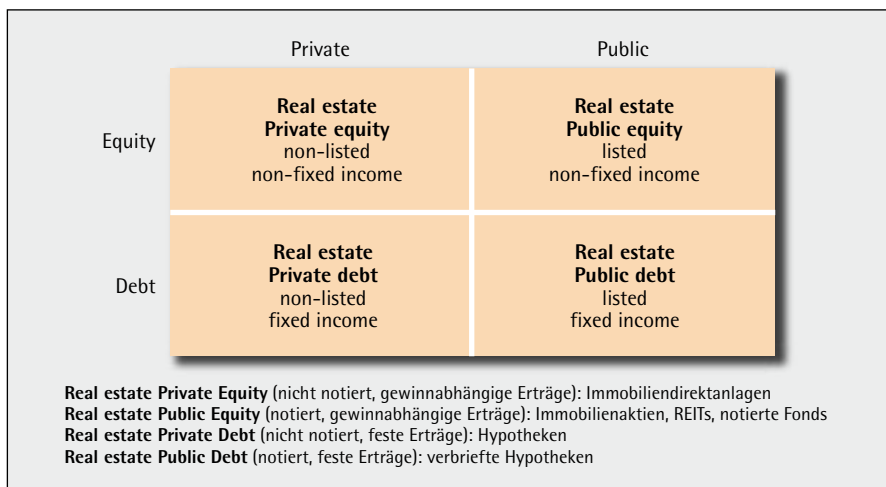 Private
Public
Equity
Real estate
Private equity
non-listed
non-fixed income
Real estate
Public equity
listed
non-fixed income
Debt
Real estate
Private debt
non-listed
fixed income
Real estate
Public debt
listed
fixed income
Real estate Private Equity (nicht notiert, gewinnabhängige Erträge): Immobiliendirektanlagen
Real estate Public Equity (notiert, gewinnabhängige Erträge): Immobilienaktien, REITs, notierte Fonds
Real estate Private Debt (nicht notiert, feste Erträge): Hypotheken
Real estate Public Debt (notiert, feste Erträge): verbriefte Hypotheken